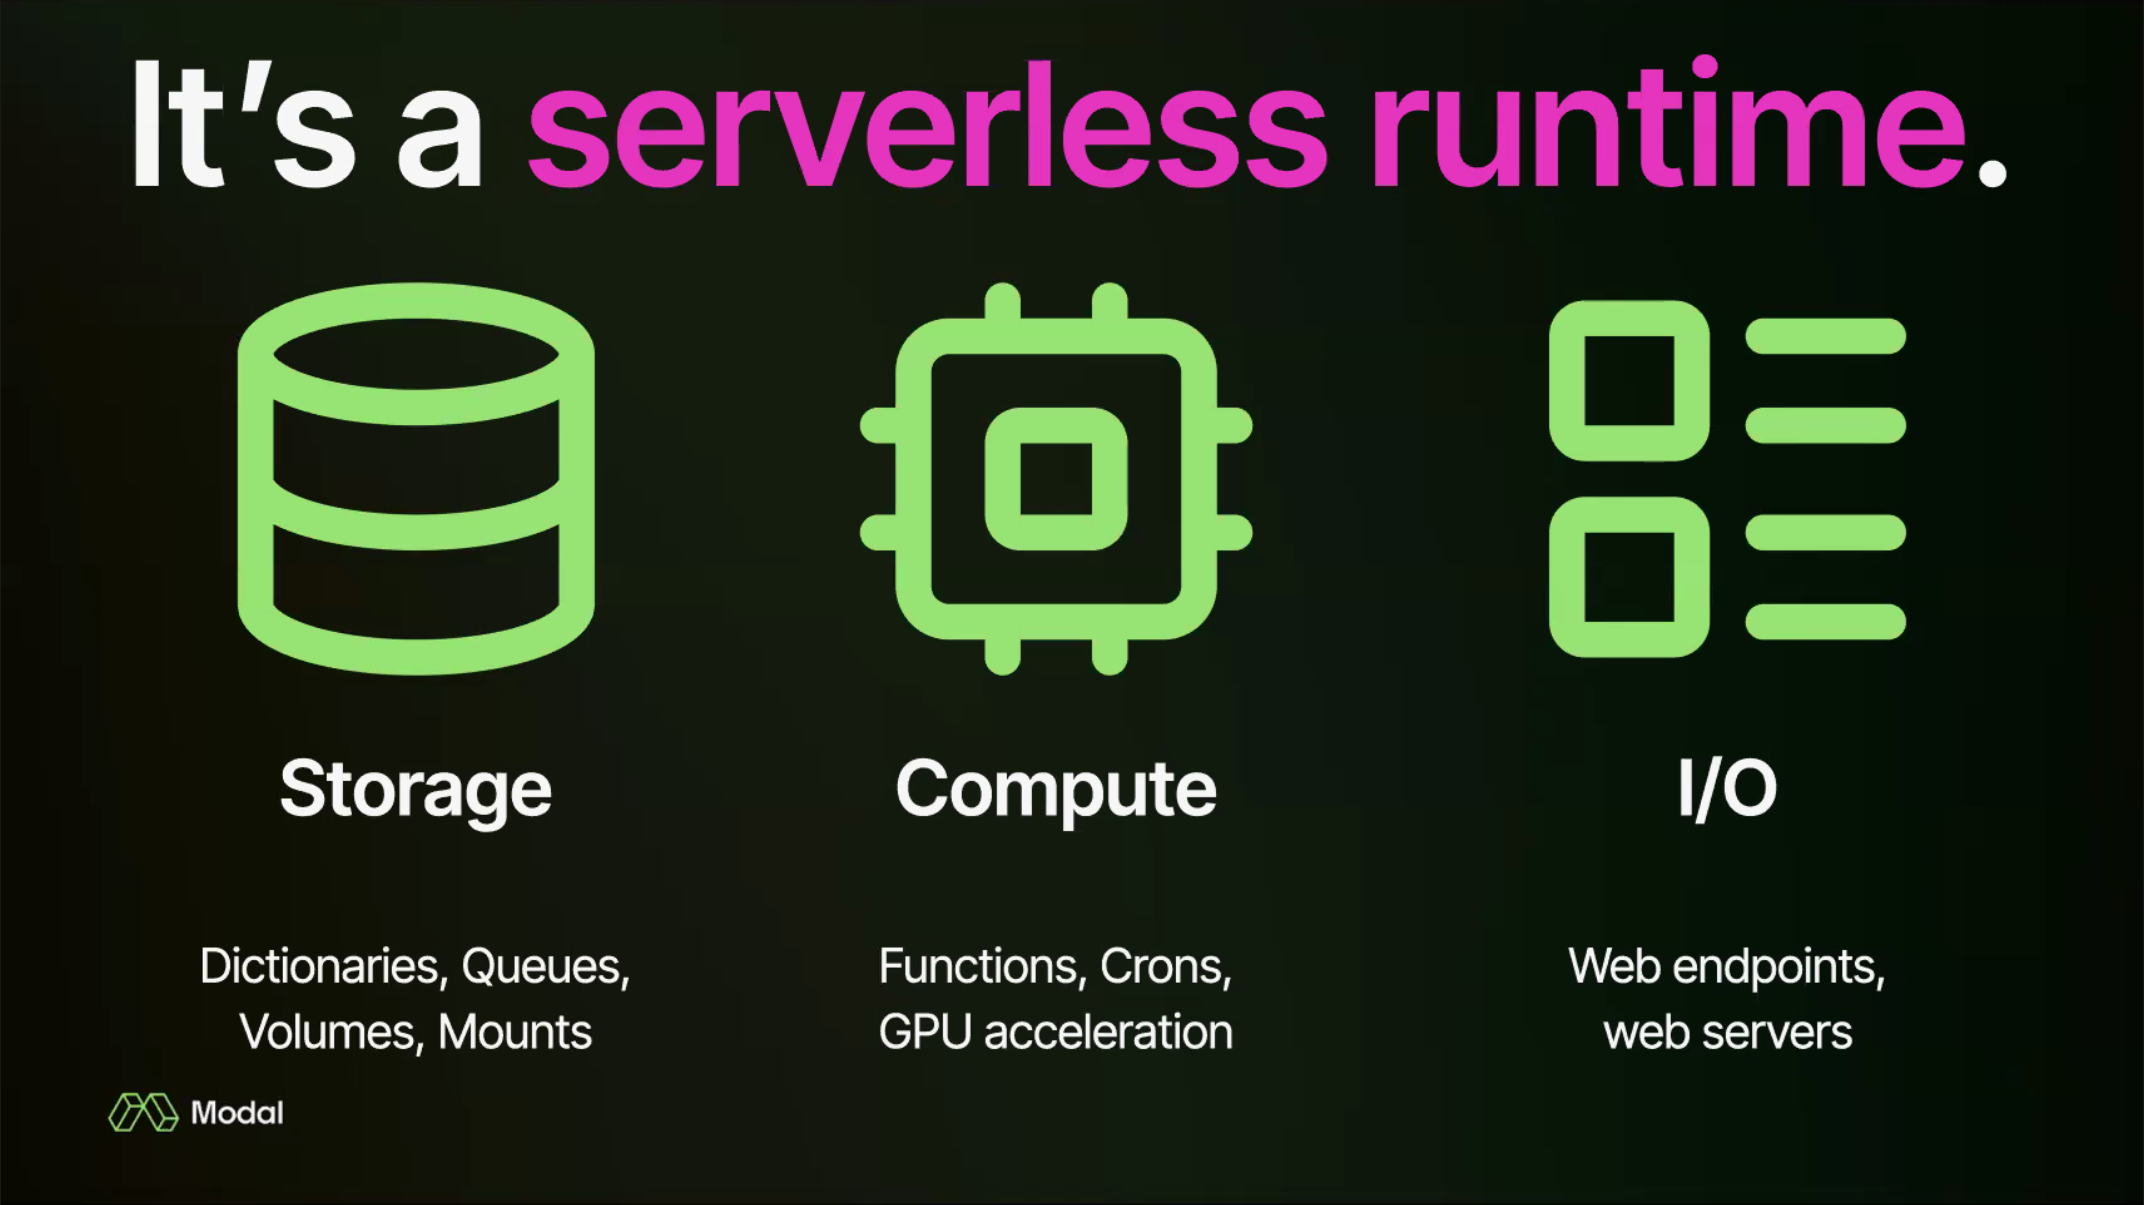 It’s a serverless runtime.
Storage
Dictionaries, Queues,
Volumes, Mounts
Compute
Functions, Crons,
GPU acceleration
I/O
Web endpoints,
web servers
Modal